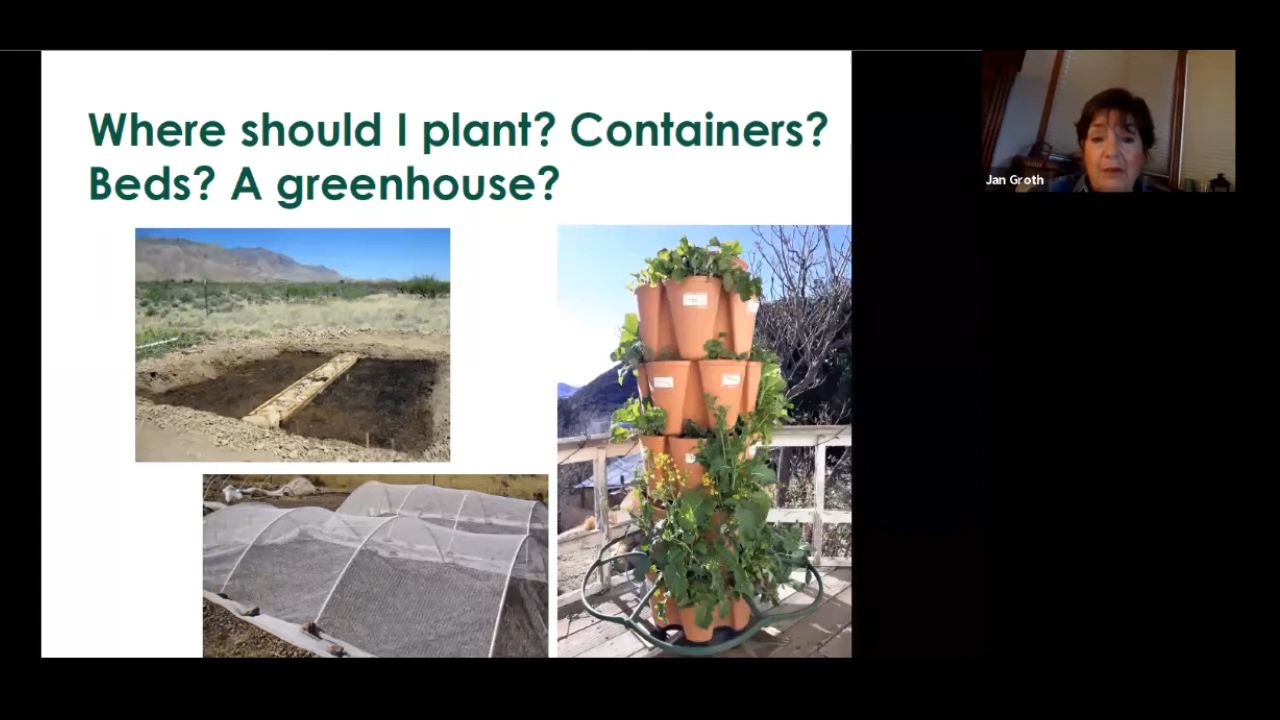 Where should I plant? Containers?
Beds? A greenhouse?
Jan Groth